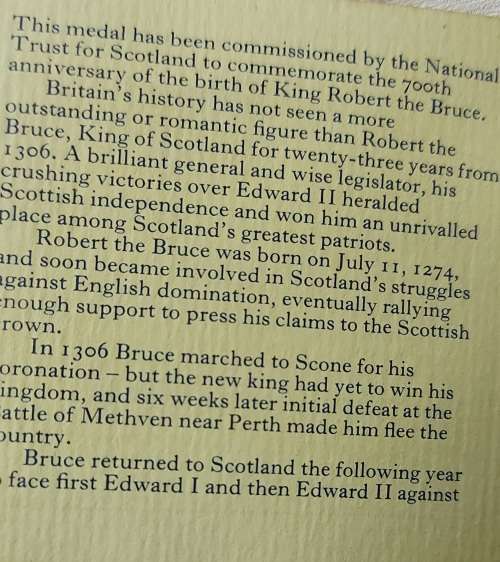 This medal has been commissioned by the National
Trust for Scotland to commemorate the 700th
anniversary of the birth of King Robert the Bruce.
Britain's history has not seen a more
outstanding or romantic figure than Robert the
Bruce, King of Scotland for twenty-three years from
1306. A brilliant general and wise legislator, his
crushing victories over Edward II heralded
Scottish independence and won him an unrivalled
place among Scotland's greatest patriots.
Robert the Bruce was born on July 11, 1274,
and soon became involved in Scotland's struggles
against English domination, eventually rallying
enough support to press his claims to the Scottish
crown.
In 1306 Bruce marched to Scone for his
oronation – but the new king had yet to win his
ingdom, and six weeks later initial defeat at the
attle of Methven near Perth made him flee the
ountry.
Bruce returned to Scotland the following year
face first Edward I and then Edward II against